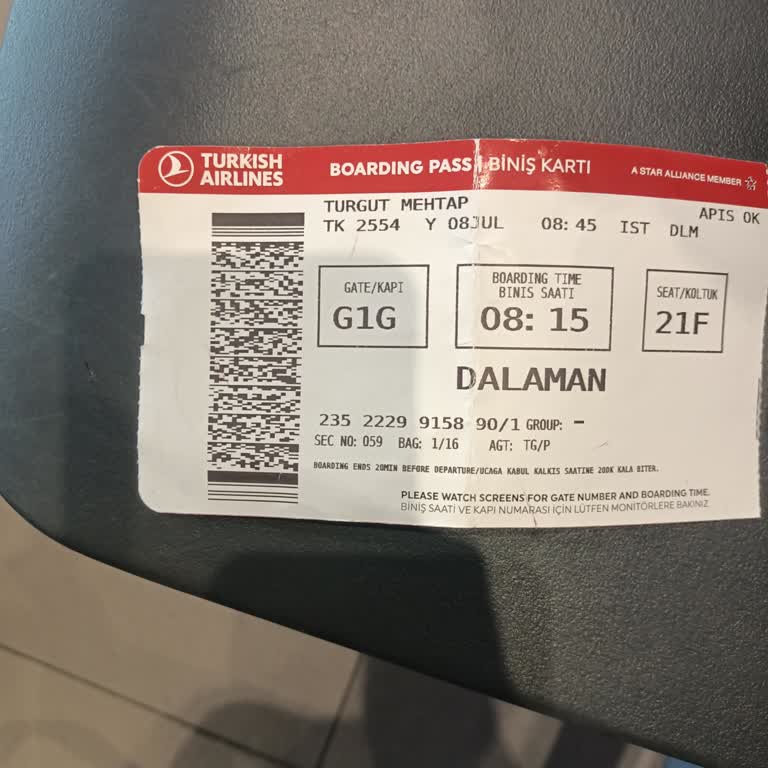 TURKISH
AIRLINES
BOARDING PASS BİNİŞ KARTI
A STAR ALLIANCE MEMBER
TURGUT MEHTAP
APIS OK
TK 2554 Y 08JUL 08: 45 IST DLM
GATE/KAPI
G1G
BOARDING TIME
BINIS SAATI
08: 15
SEAT/KOLTUK
21F
DALAMAN
235 2229 9158 90/1 GROUP: -
SEC NO: 059 BAG: 1/16 AGT: TG/P
BOARDING ENDS 20MIN BEFORE DEPARTURE/UCAGA KABUL KALKIS SAATINE 20DK KALA BITER.
PLEASE WATCH SCREENS FOR GATE NUMBER AND BOARDING TIME.
BİNİŞ SAATİ VE KAPI NUMARASI İÇİN LÜTFEN MONİTÖRLERE BAKINIZ